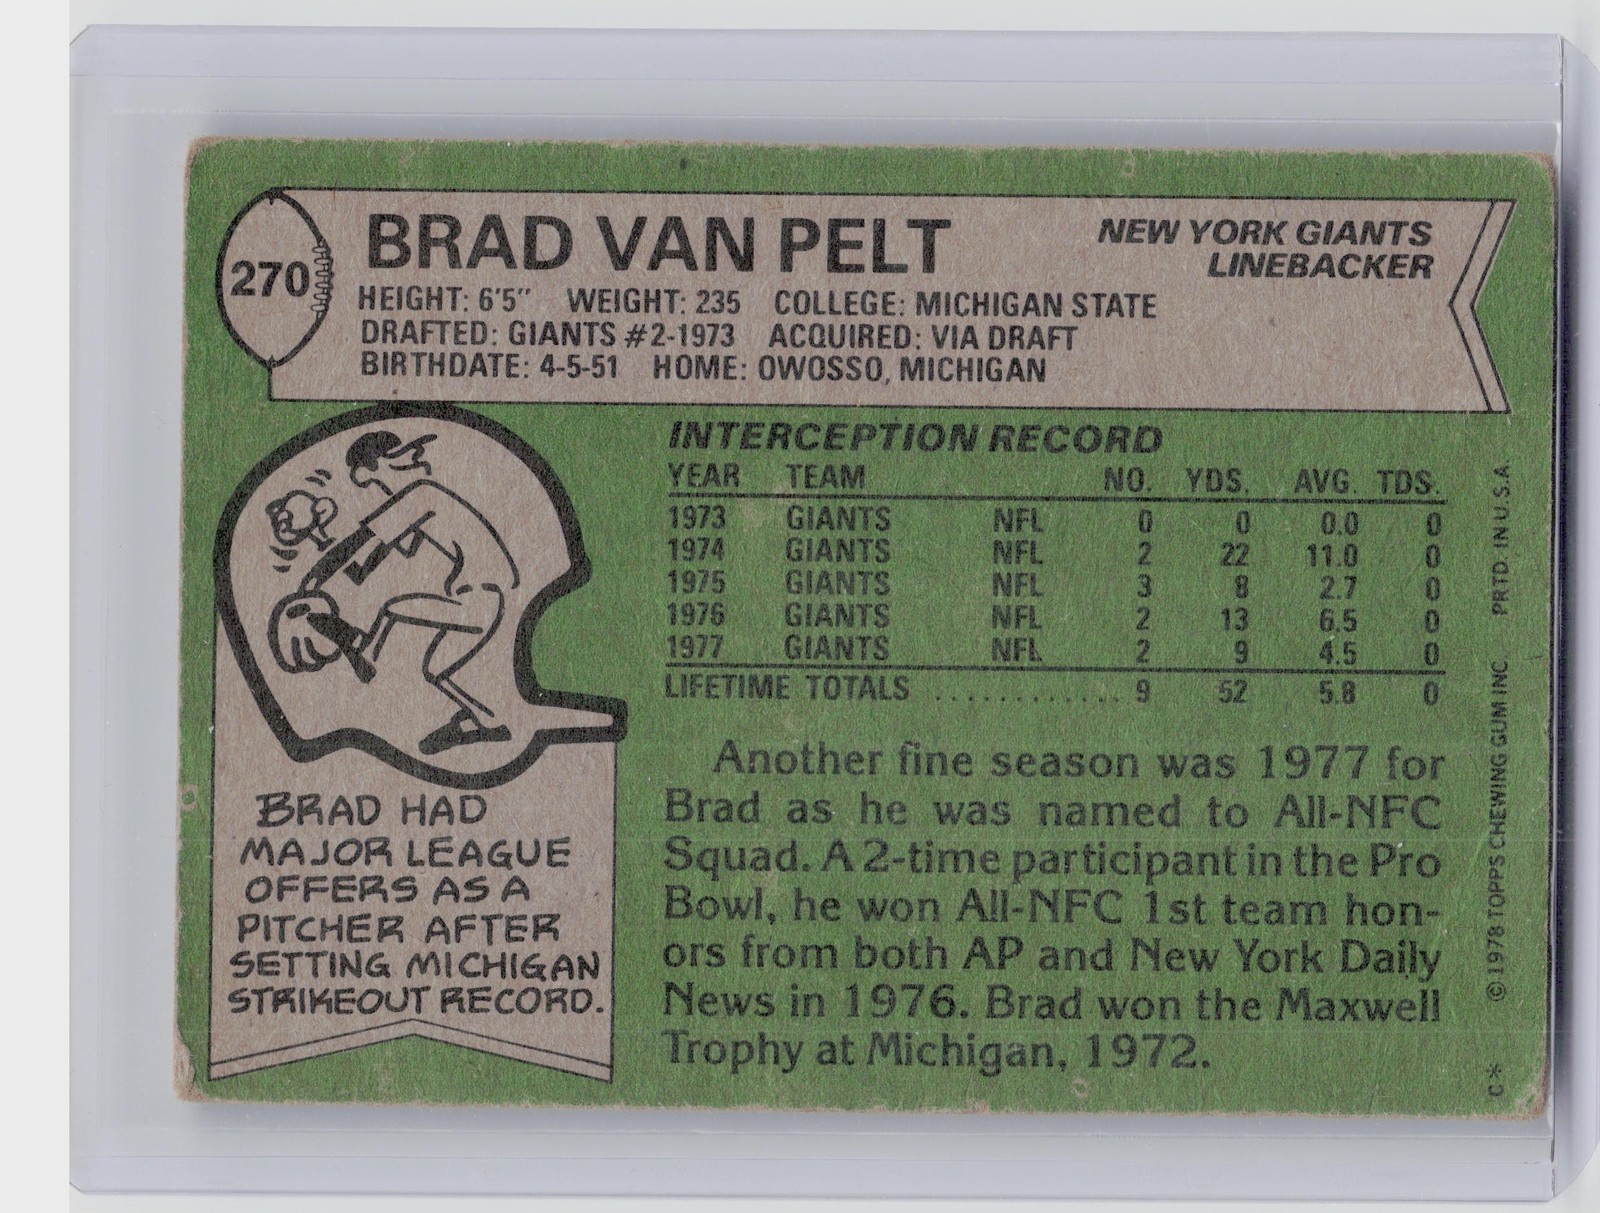 270
BRAD VAN PELT
NEW YORK GIANTS
LINEBACKER
HEIGHT: 6'5" WEIGHT: 235 COLLEGE: MICHIGAN STATE
DRAFTED: GIANTS #2-1973 ACQUIRED: VIA DRAFT
BIRTHDATE: 4-5-51 HOME: OWOSSO, MICHIGAN
INTERCEPTION RECORD
YEAR TEAM NO. YDS. AVG. TDS.
1973 GIANTS NFL 0 0 0.0 0
1974 GIANTS NFL 2 22 11.0 0
1975 GIANTS NFL 3 8 2.7 0
1976 GIANTS NFL 2 13 6.5 0
1977 GIANTS NFL 2 9 4.5 0
LIFETIME TOTALS ............ 9 52 5.8 0
BRAD HAD
MAJOR LEAGUE
OFFERS AS A
PITCHER AFTER
SETTING MICHIGAN
STRIKEOUT RECORD.
Another fine season was 1977 for
Brad as he was named to All-NFC
Squad. A 2-time participant in the Pro
Bowl, he won All-NFC 1st team hon-
ors from both AP and New York Daily
News in 1976. Brad won the Maxwell
Trophy at Michigan, 1972.
C* ©1978 TOPPS CHEWING GUM INC. PRTD. IN U.S.A.